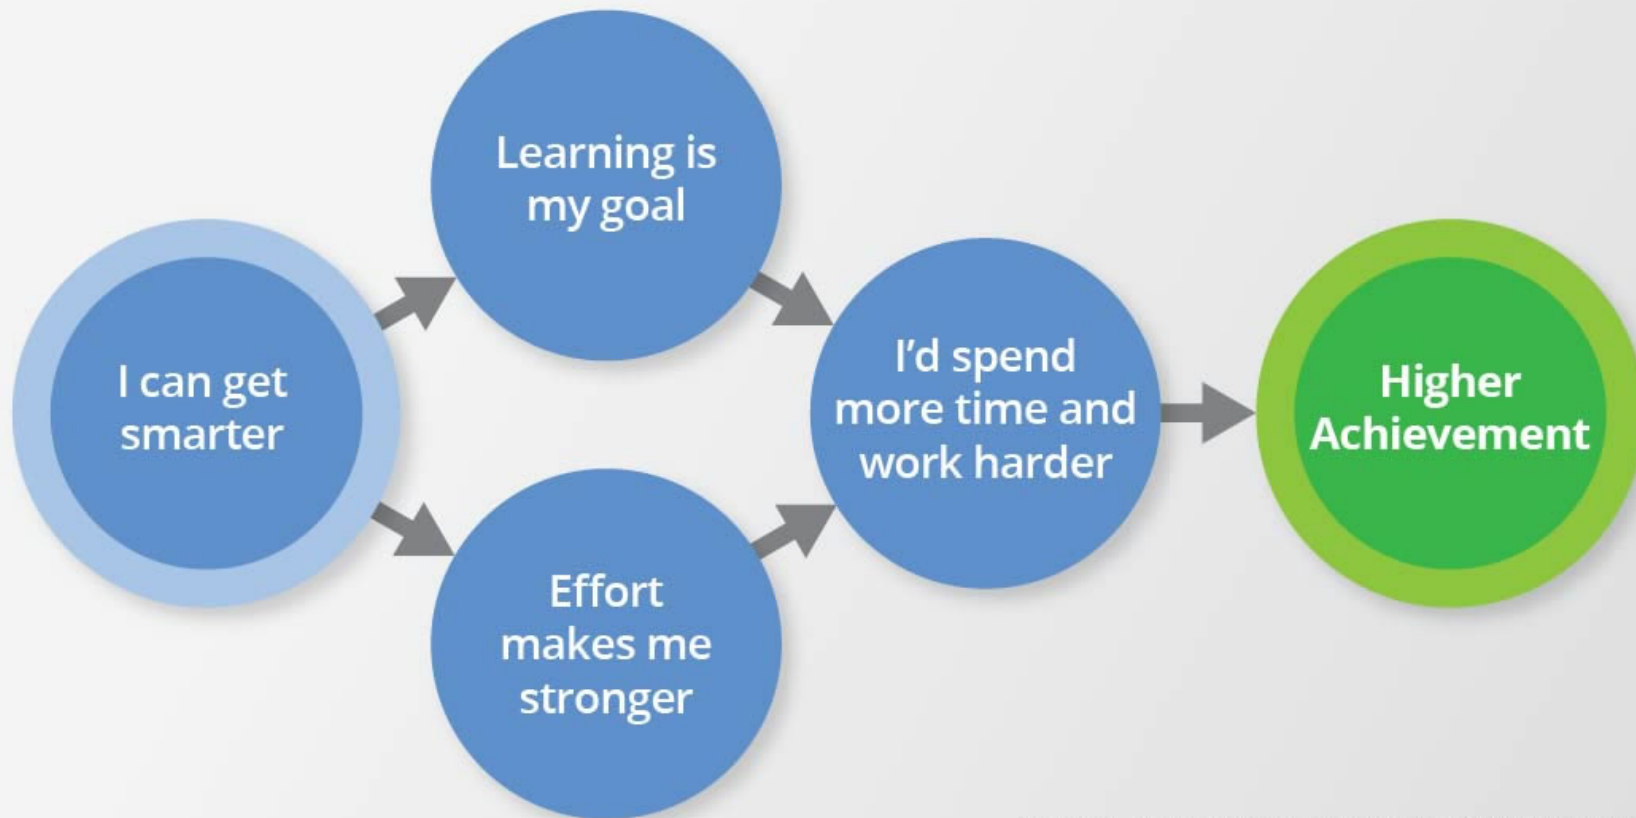 I can get
smarter
Learning is
my goal
Effort
makes me
stronger
I’d spend
more time and
work harder
Higher
Achievement